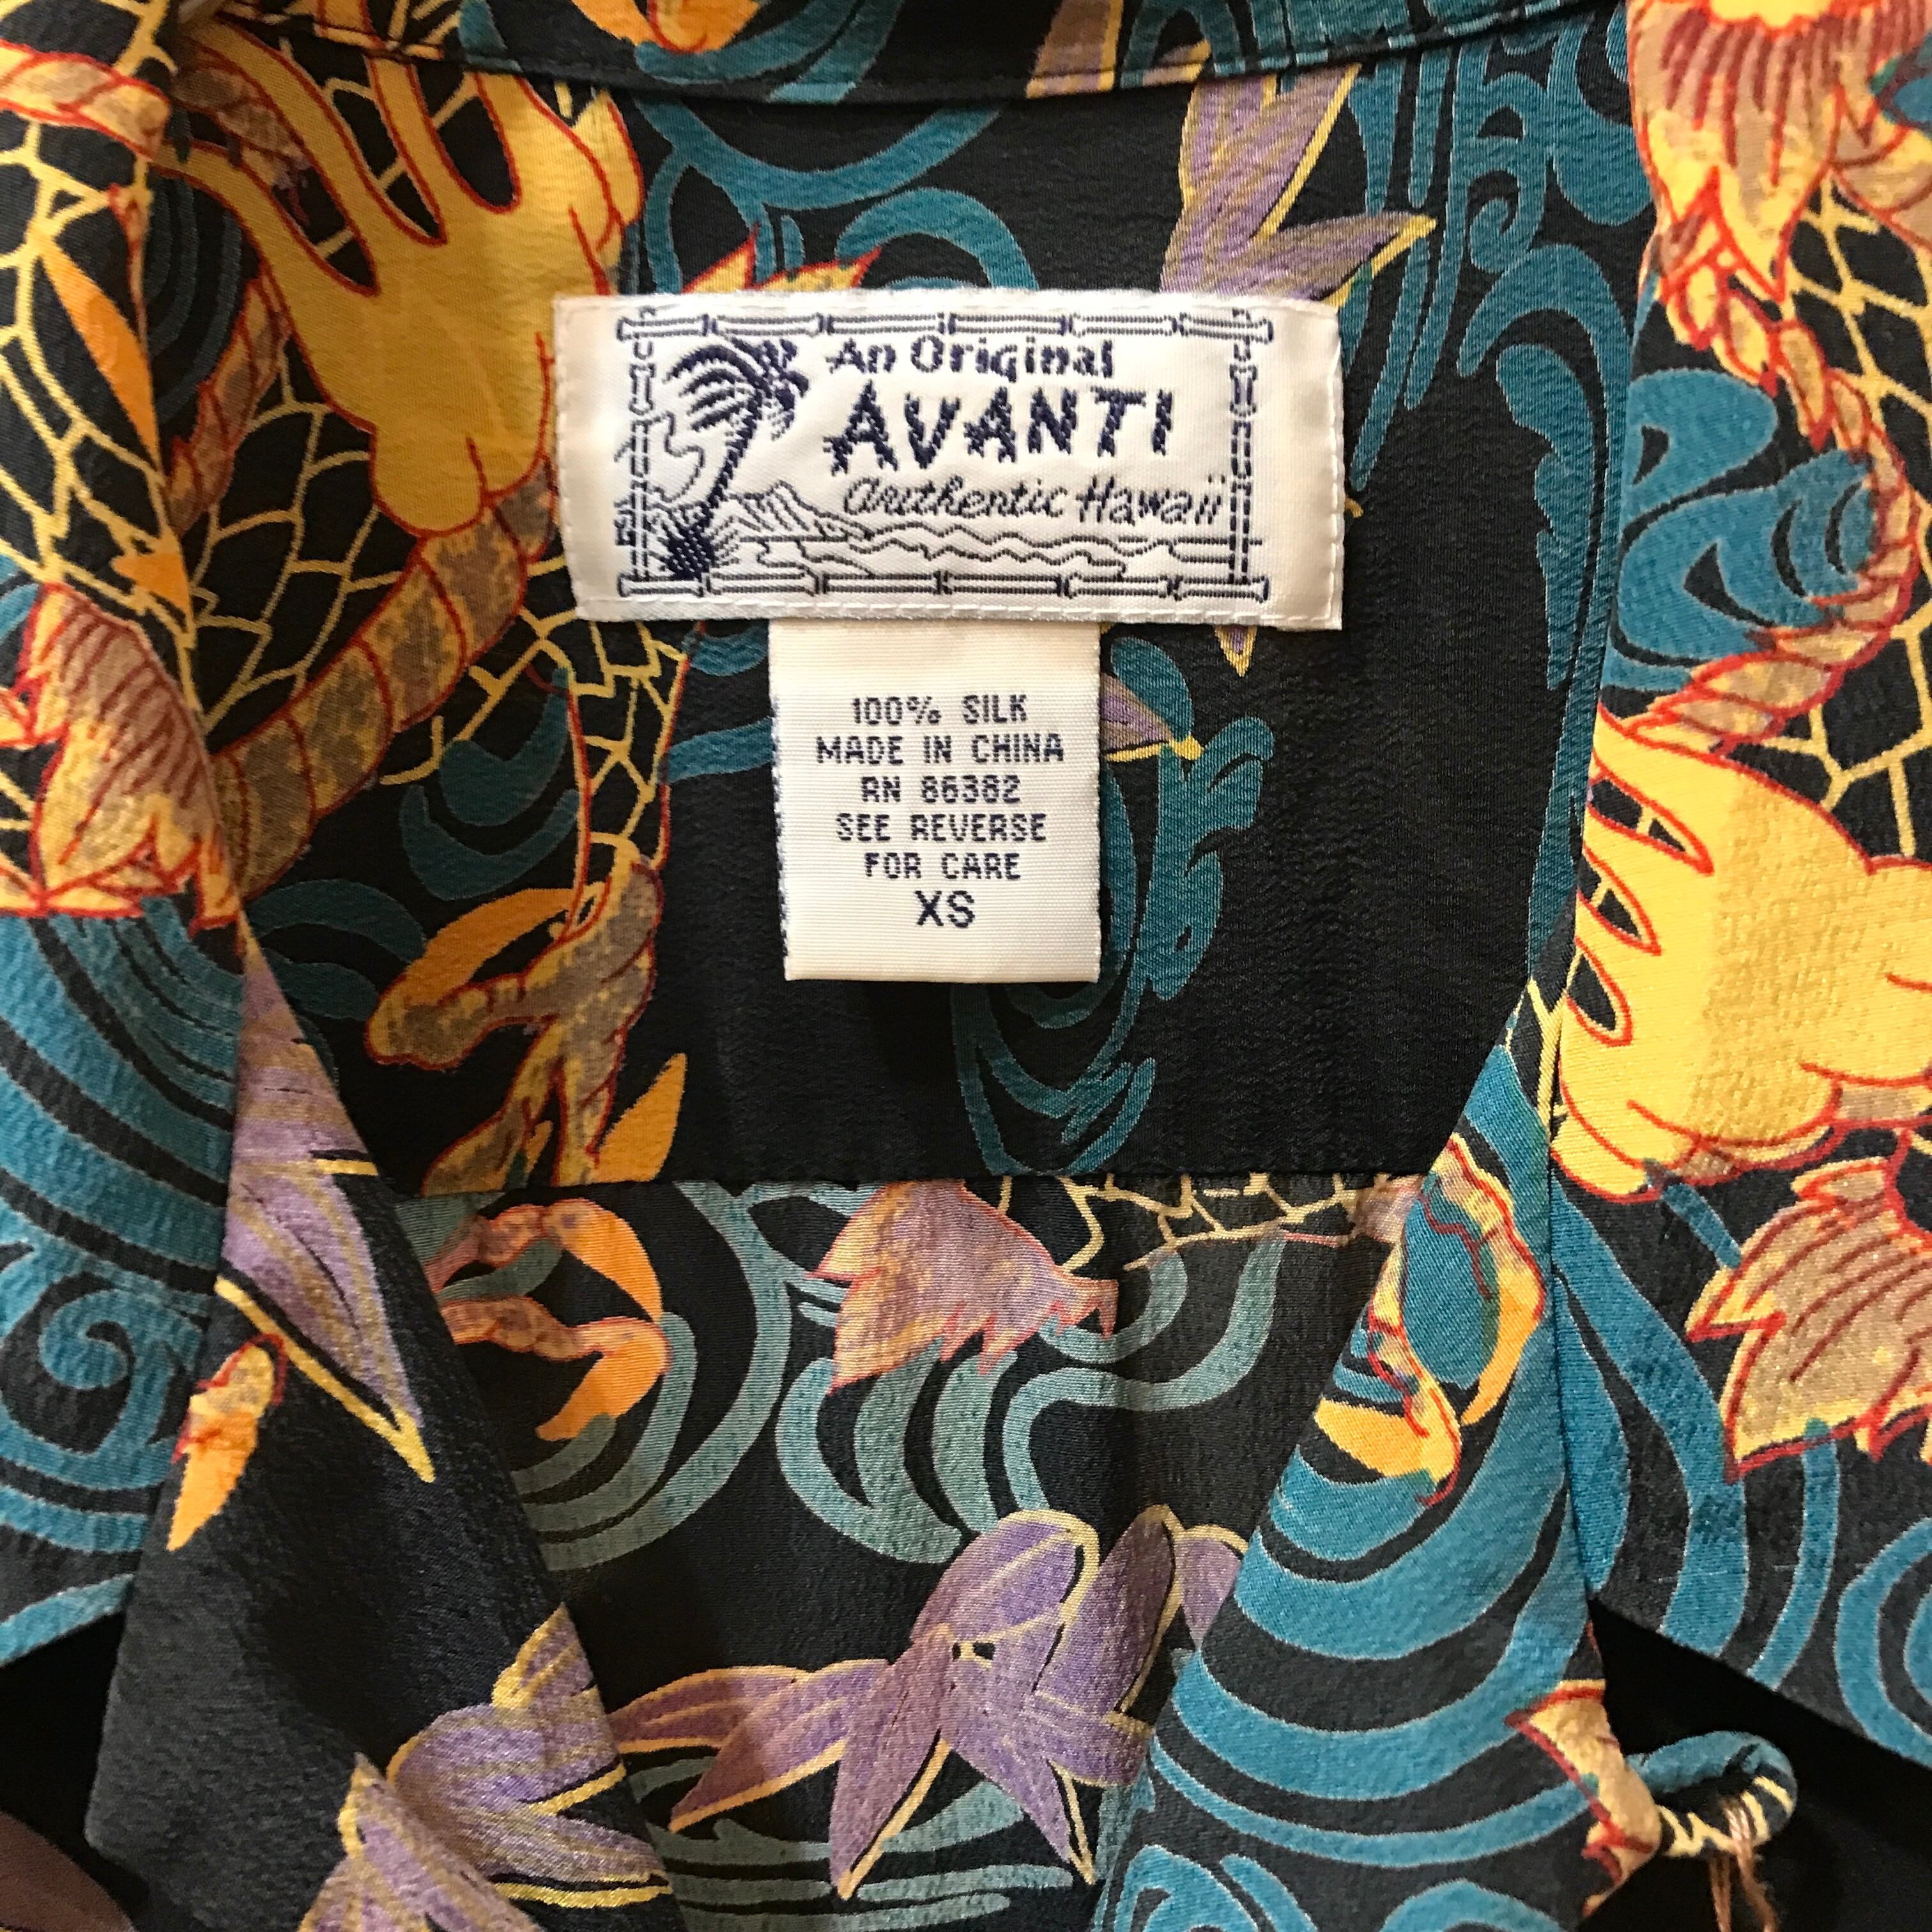 An Original
AVANTI
authentic Hawaii
100% SILK
MADE IN CHINA
RN 86382
SEE REVERSE
FOR CARE
XS